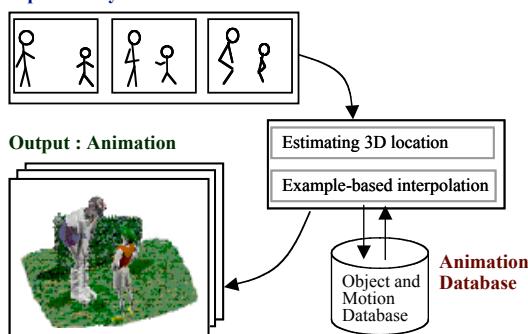 Output : Animation
Estimating 3D location
Example-based interpolation
Object and
Motion
Database
Animation
Database